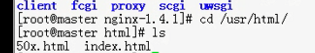 client  fcgi  proxy  scgi  uwsgi
[root@master nginx-1.4.1]# cd /usr/html/
[root@master html]# ls
50x.html  index.html